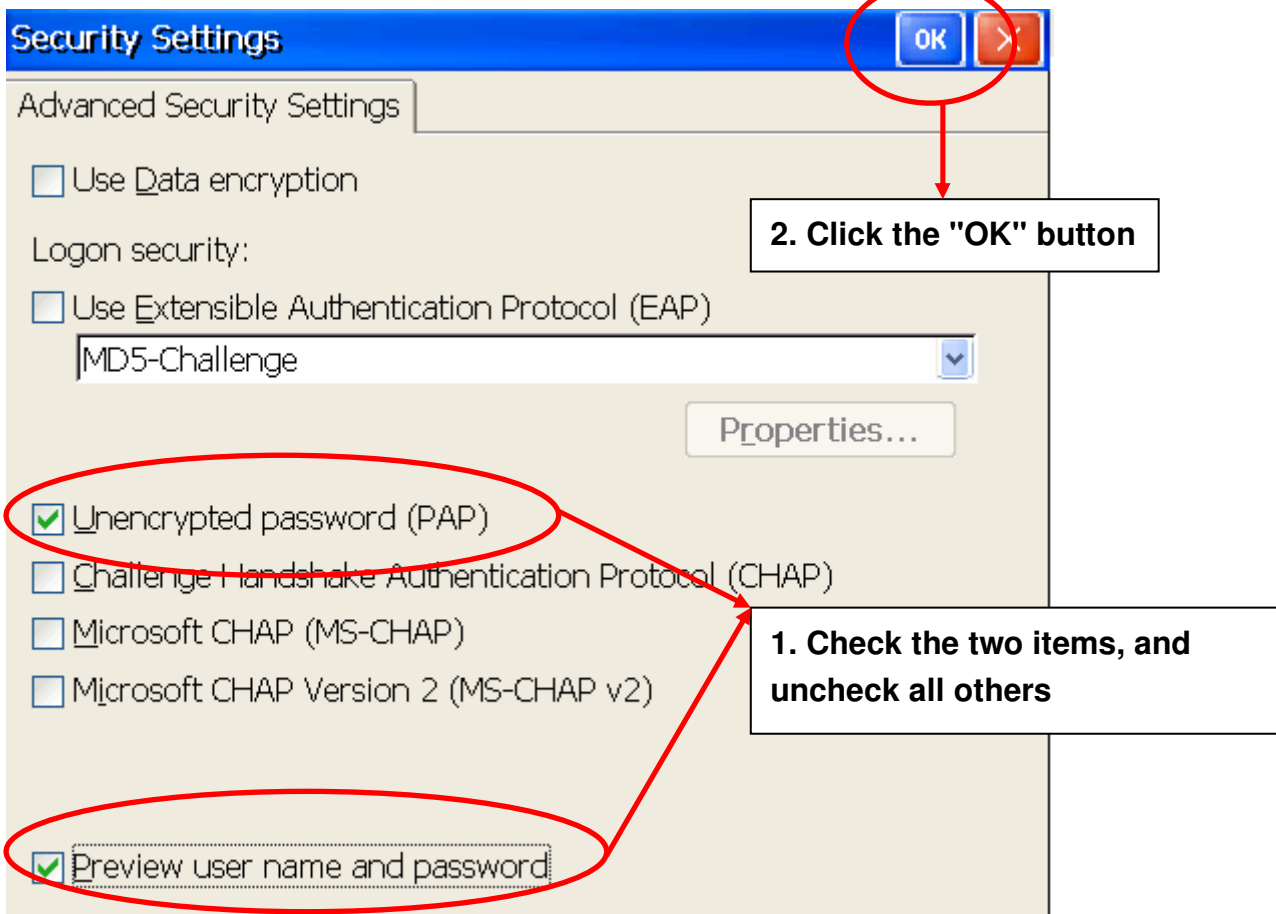 Security Settings
OK
Advanced Security Settings
Use Data encryption
2. Click the "OK" button
Logon security:
Use Extensible Authentication Protocol (EAP)
MD5-Challenge
Properties...
Unencrypted password (PAP)
Challenge Handshake Authentication Protocol (CHAP)
Microsoft CHAP (MS-CHAP)
1. Check the two items, and
uncheck all others
Microsoft CHAP Version 2 (MS-CHAP v2)
Preview user name and password